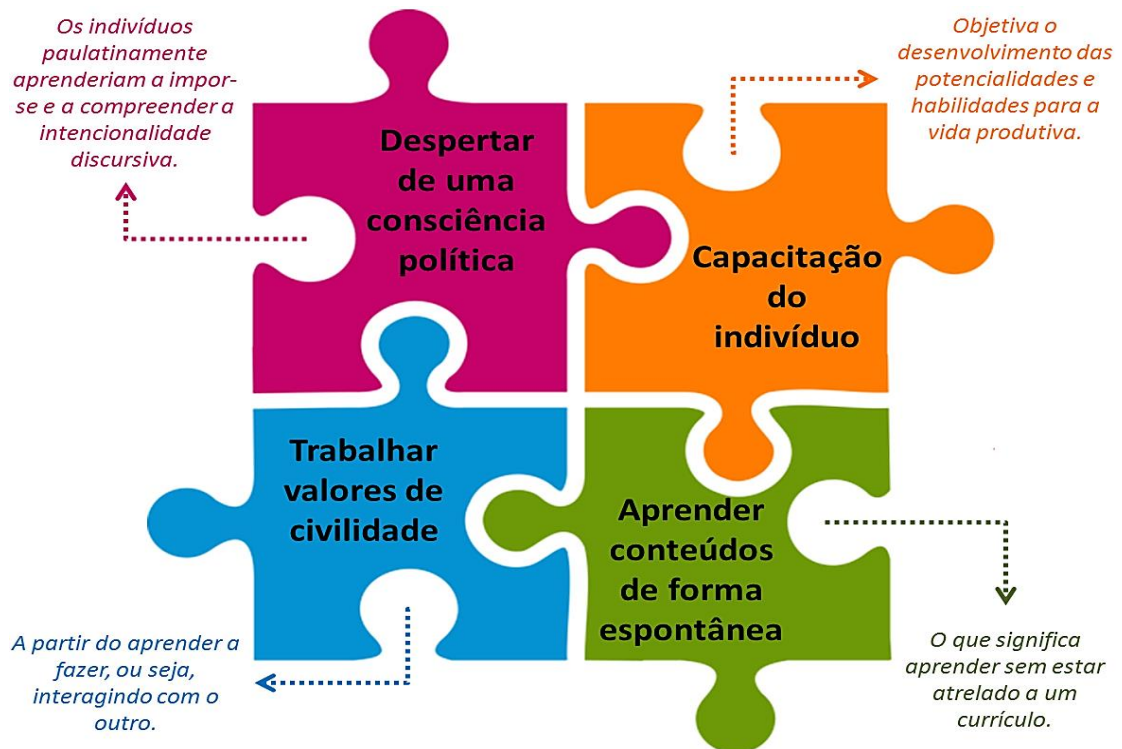 Os indivíduos
paulatinamente
aprenderiam a impor-
se e a compreender a
intencionalidade
discursiva.
Objetiva o
desenvolvimento das
potencialidades e
habilidades para a
vida produtiva.
Despertar
de uma
consciência
política
Capacitação
do
indivíduo
Trabalhar
valores de
civilidade
Aprender
conteúdos
de forma
espontânea
A partir do aprender a
fazer, ou seja,
interagindo com o
outro.
O que significa
aprender sem estar
atrelado a um
currículo.